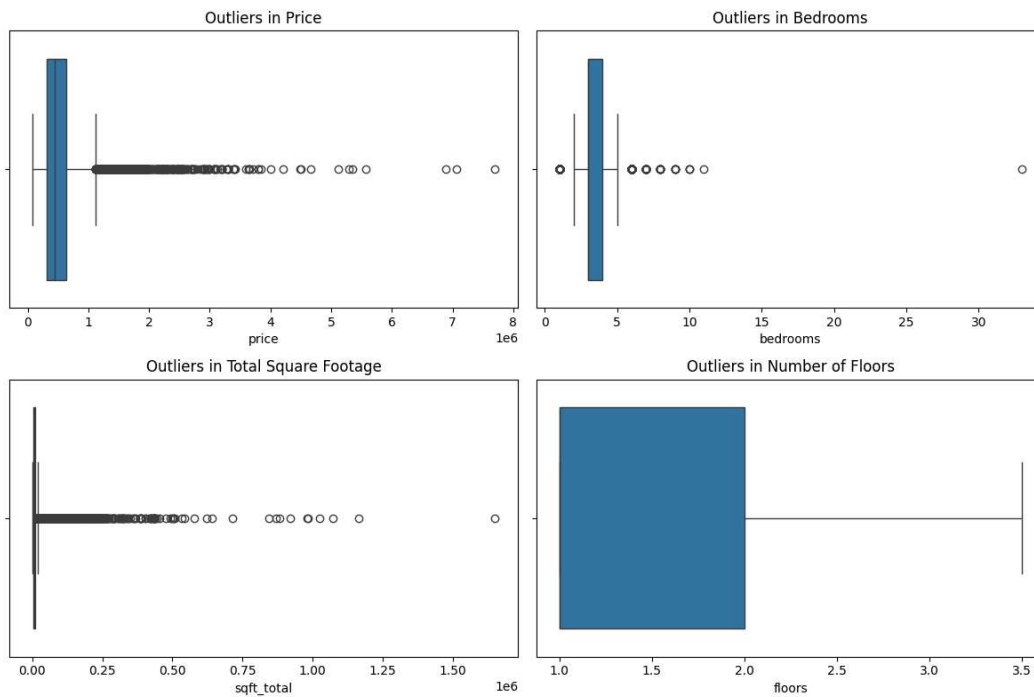 Outliers in Price
0 1 2 3 4 5 6 7 8
1e6
price
Outliers in Bedrooms
0 5 10 15 20 25 30
bedrooms
Outliers in Total Square Footage
0.00 0.25 0.50 0.75 1.00 1.25 1.50
1e6
sqft_total
Outliers in Number of Floors
1.0 1.5 2.0 2.5 3.0 3.5
floors